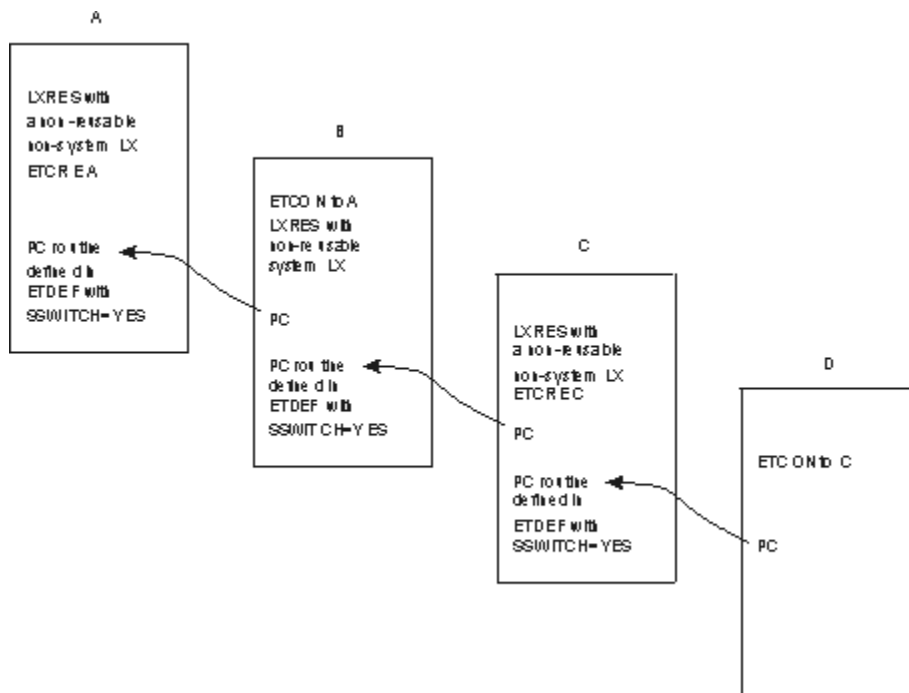 A
LXRES with
a non-reusable
non-system LX
ETCRE A
PC routine
defined in
ETDEF with
SSWITCH=YES
B
ETCON to A
LXRES with
non-reusable
system LX
PC
PC routine
defined in
ETDEF with
SSWITCH=YES
C
LXRES with
a non-reusable
non-system LX
ETCRE C
PC
PC routine
defined in
ETDEF with
SSWITCH=YES
D
ETCON to C
PC